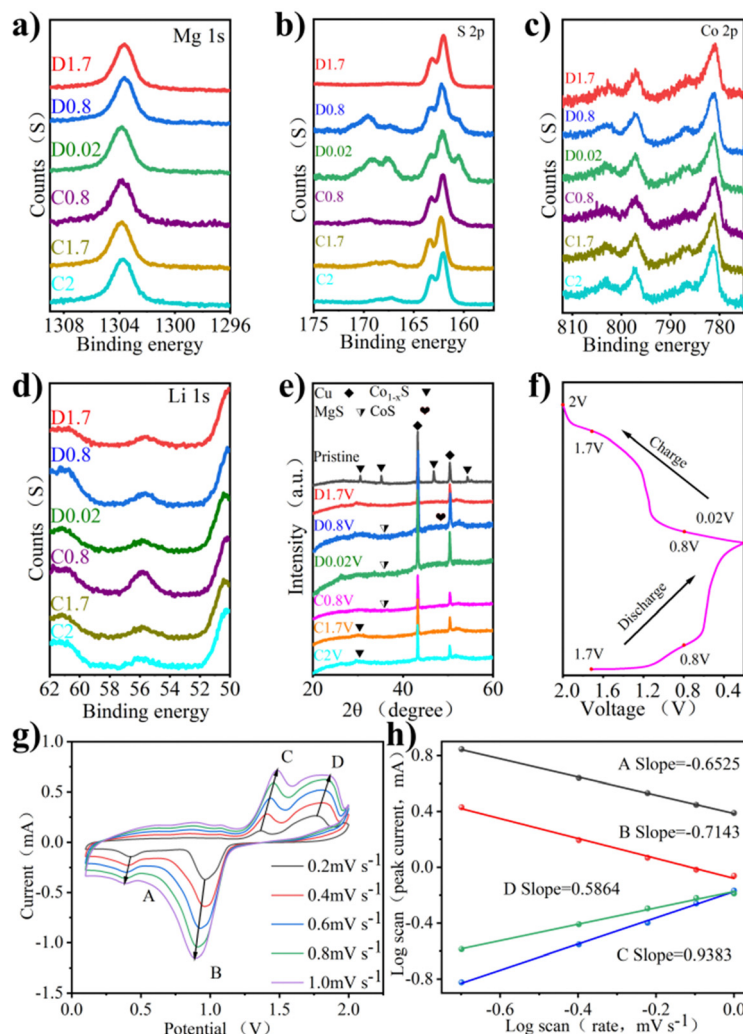 a) Mg 1s
D1.7
D0.8
D0.02
C0.8
C1.7
C2
Counts （S）
1308 1304 1300 1296
Binding energy
b) S 2p
D1.7
D0.8
D0.02
C0.8
C1.7
C2
Counts （S）
175 170 165 160
Binding energy
c) Co 2p
D1.7
D0.8
D0.02
C0.8
C1.7
C2
Counts （S）
810 800 790 780
Binding energy
d) Li 1s
D1.7
D0.8
D0.02
C0.8
C1.7
C2
Counts （S）
62 60 58 56 54 52 50
Binding energy
e)
Cu ◆ Co1-xS ▼
MgS CoS
Pristine
D1.7V
D0.8V
D0.02V
C0.8V
C1.7V
C2V
Intensity （a.u.）
20 30 40 50 60
2θ （degree）
f)
2V
1.7V
Charge
0.02V
0.8V
Discharge
1.7V
0.8V
2.0 1.6 1.2 0.8 0.4
Voltage （V）
g)
1.0
0.5
0.0
-0.5
-1.0
-1.5
Current （mA）
C D
A
B
0.2mV s-1
0.4mV s-1
0.6mV s-1
0.8mV s-1
1.0mV s-1
0.0 0.5 1.0 1.5 2.0
Potential （V）
h)
0.8
0.4
0.0
-0.4
-0.8
Log scan （peak current, mA）
A Slope=-0.6525
B Slope=-0.7143
D Slope=0.5864
C Slope=0.9383
-0.6 -0.4 -0.2 0.0
Log scan （ rate, mV s-1）